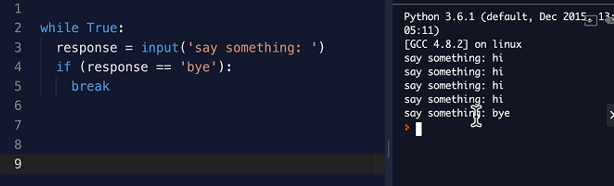 1
2 while True:
3 response = input('say something: ')
4 if (response == 'bye'):
5 break
6
7
8
9
Python 3.6.1 (default, Dec 2015, 13:
05:11)
[GCC 4.8.2] on linux
say something: hi
say something: hi
say something: hi
say something: hi
say something: bye
>